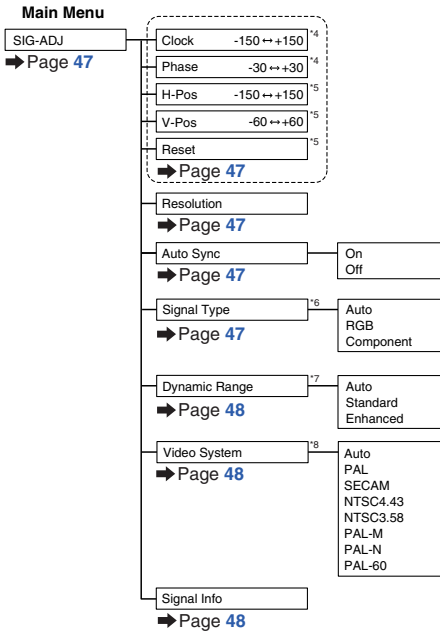 Main Menu
SIG-ADJ
➡ Page 47
Clock -150 ↔ +150 *4
Phase -30 ↔ +30 *4
H-Pos -150 ↔ +150 *5
V-Pos -60 ↔ +60 *5
Reset *5
➡ Page 47
Resolution
➡ Page 47
Auto Sync
➡ Page 47
On
Off
Signal Type *6
➡ Page 47
Auto
RGB
Component
Dynamic Range *7
➡ Page 48
Auto
Standard
Enhanced
Video System *8
➡ Page 48
Auto
PAL
SECAM
NTSC4.43
NTSC3.58
PAL-M
PAL-N
PAL-60
Signal Info
➡ Page 48